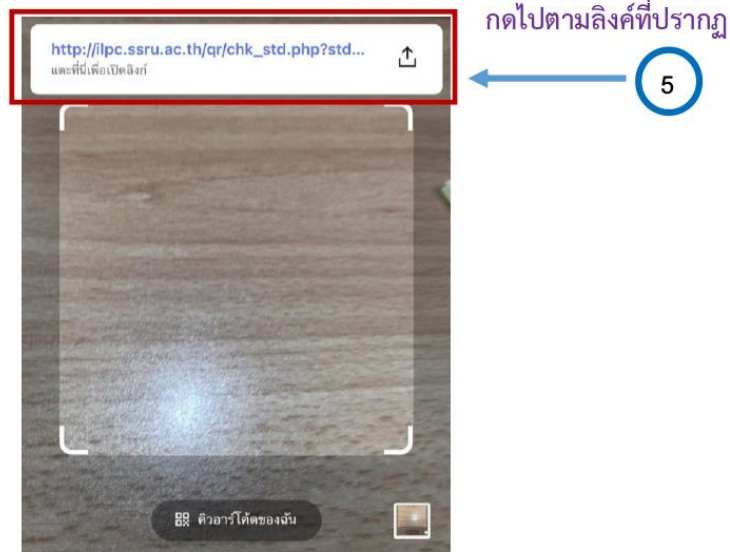 กดไปตามลิงค์ที่ปรากฏ
http://ilpc.ssru.ac.th/qr/chk_std.php?std...
แตะที่นี่เพื่อเปิดลิงก์
5
คิวอาร์โค้ดของฉัน